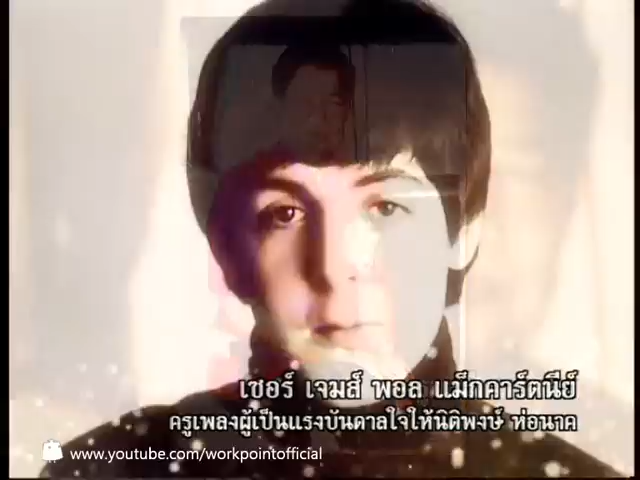 เซอร์ เจมส์ พอล แม็กคาร์ตนีย์
ครูเพลงผู้เป็นแรงบันดาลใจให้นิติพงษ์ ห่อนาค
www.youtube.com/workpointofficial